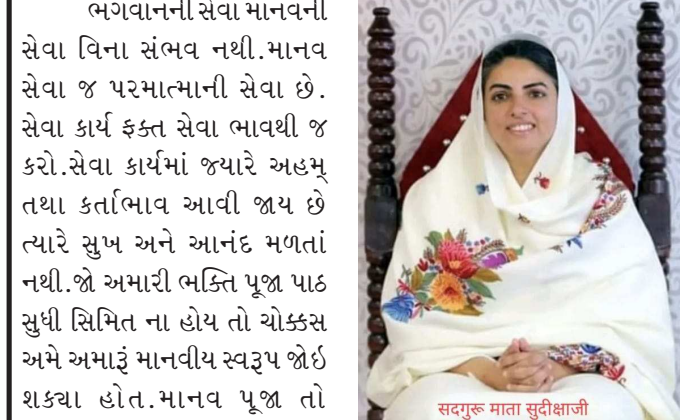 ભગવાનની સેવા માનવની
સેવા વિના સંભવ નથી.માનવ
સેવા જ પરમાત્માની સેવા છે.
સેવા કાર્ય ફક્ત સેવા ભાવથી જ
કરો.સેવા કાર્યમાં જ્યારે અહમ્
તથા કર્તાભાવ આવી જાય છે
ત્યારે સુખ અને આનંદ મળતાં
નથી.જો અમારી ભક્તિ પૂજા પાઠ
સુધી સિમિત ના હોય તો ચોક્કસ
અમે અમારૂં માનવીય સ્વરૂપ જોઇ
શક્યા હોત.માનવ પૂજા તો
સદગુરૂ માતા સુદીક્ષાજી